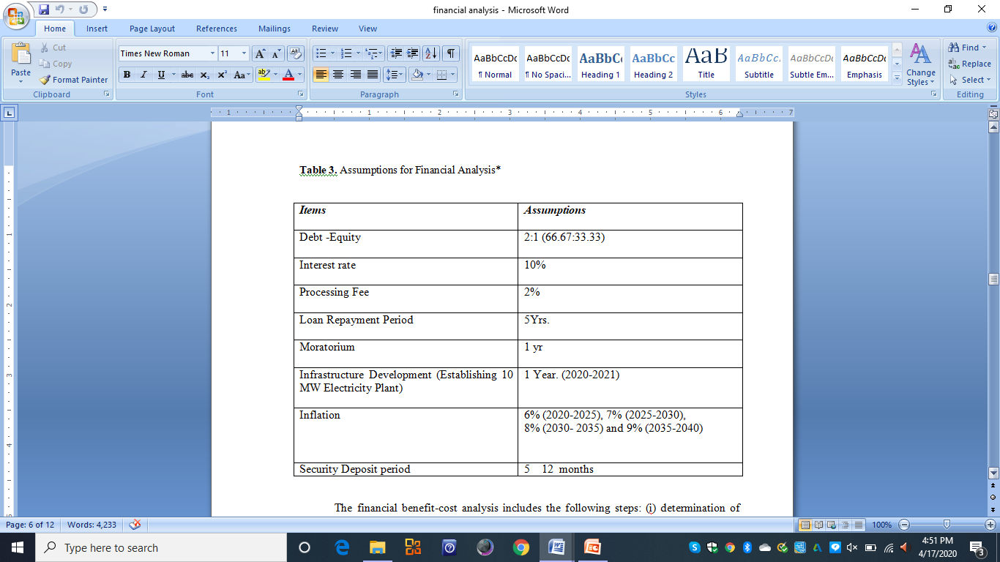 financial analysis - Microsoft Word
Home Insert Page Layout References Mailings Review View
Paste
Cut
Copy
Format Painter
Clipboard
Times New Roman 11
Font
Paragraph
AaBbCcDc AaBbCcDc AaBbC AaBbCc AaB AaBbCc. AaBbCcDc AaBbCcDc
¶ Normal ¶ No Spaci... Heading 1 Heading 2 Title Subtitle Subtle Em... Emphasis
Change Styles
Styles
Find
Replace
Select
Editing
1 1 2 3 4 5 6 7
Table 3. Assumptions for Financial Analysis*
Items Assumptions
Debt -Equity 2:1 (66.67:33.33)
Interest rate 10%
Processing Fee 2%
Loan Repayment Period 5Yrs.
Moratorium 1 yr
Infrastructure Development (Establishing 10 1 Year. (2020-2021)
MW Electricity Plant)
Inflation 6% (2020-2025), 7% (2025-2030),
8% (2030- 2035) and 9% (2035-2040)
Security Deposit period 5 12 months
The financial benefit-cost analysis includes the following steps: (i) determination of
Page: 6 of 12 Words: 4,233 100%
Type here to search
4:51 PM
4/17/2020
3